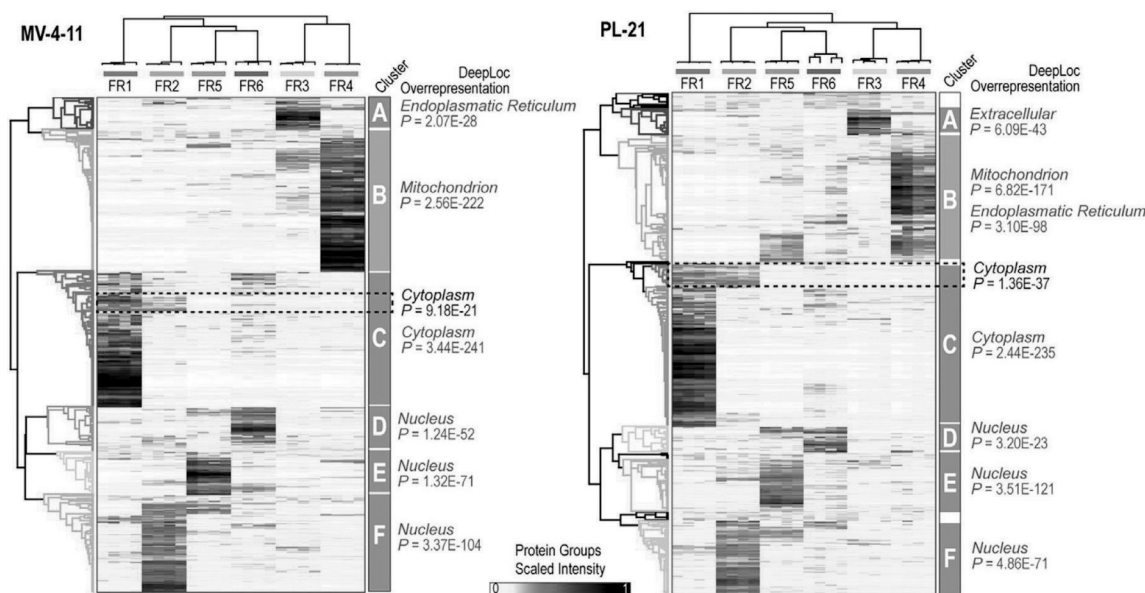 MV-4-11
FR1 FR2 FR5 FR6 FR3 FR4
Cluster
DeepLoc
Overrepresentation
A
Endoplasmatic Reticulum
P = 2.07E-28
B
Mitochondrion
P = 2.56E-222
Cytoplasm
P = 9.18E-21
C
Cytoplasm
P = 3.44E-241
D
Nucleus
P = 1.24E-52
E
Nucleus
P = 1.32E-71
F
Nucleus
P = 3.37E-104
PL-21
FR1 FR2 FR5 FR6 FR3 FR4
Cluster
DeepLoc
Overrepresentation
A
Extracellular
P = 6.09E-43
B
Mitochondrion
P = 6.82E-171
Endoplasmatic Reticulum
P = 3.10E-98
Cytoplasm
P = 1.36E-37
C
Cytoplasm
P = 2.44E-235
D
Nucleus
P = 3.20E-23
E
Nucleus
P = 3.51E-121
F
Nucleus
P = 4.86E-71
Protein Groups
Scaled Intensity
0 1